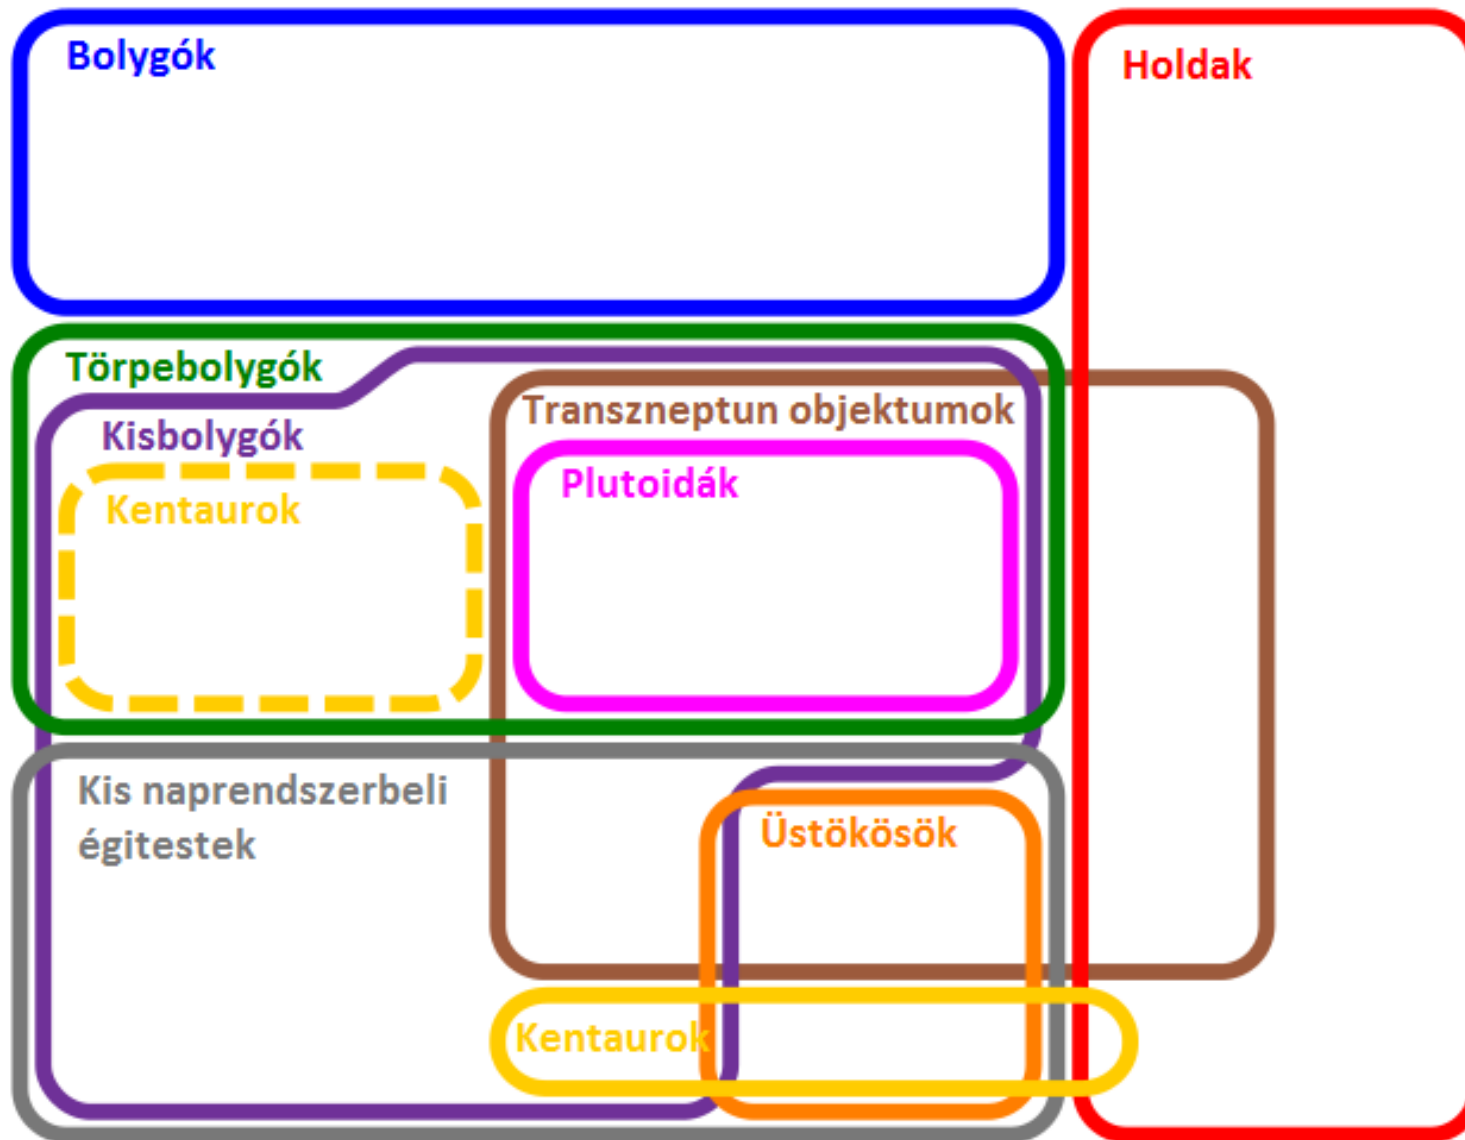 Bolygók
Holdak
Törpebolygók
Kisbolygók
Transzneptun objektumok
Kentaurok
Plutoidák
Kis naprendszerbeli
égitestek
Üstökösök
Kentaurok